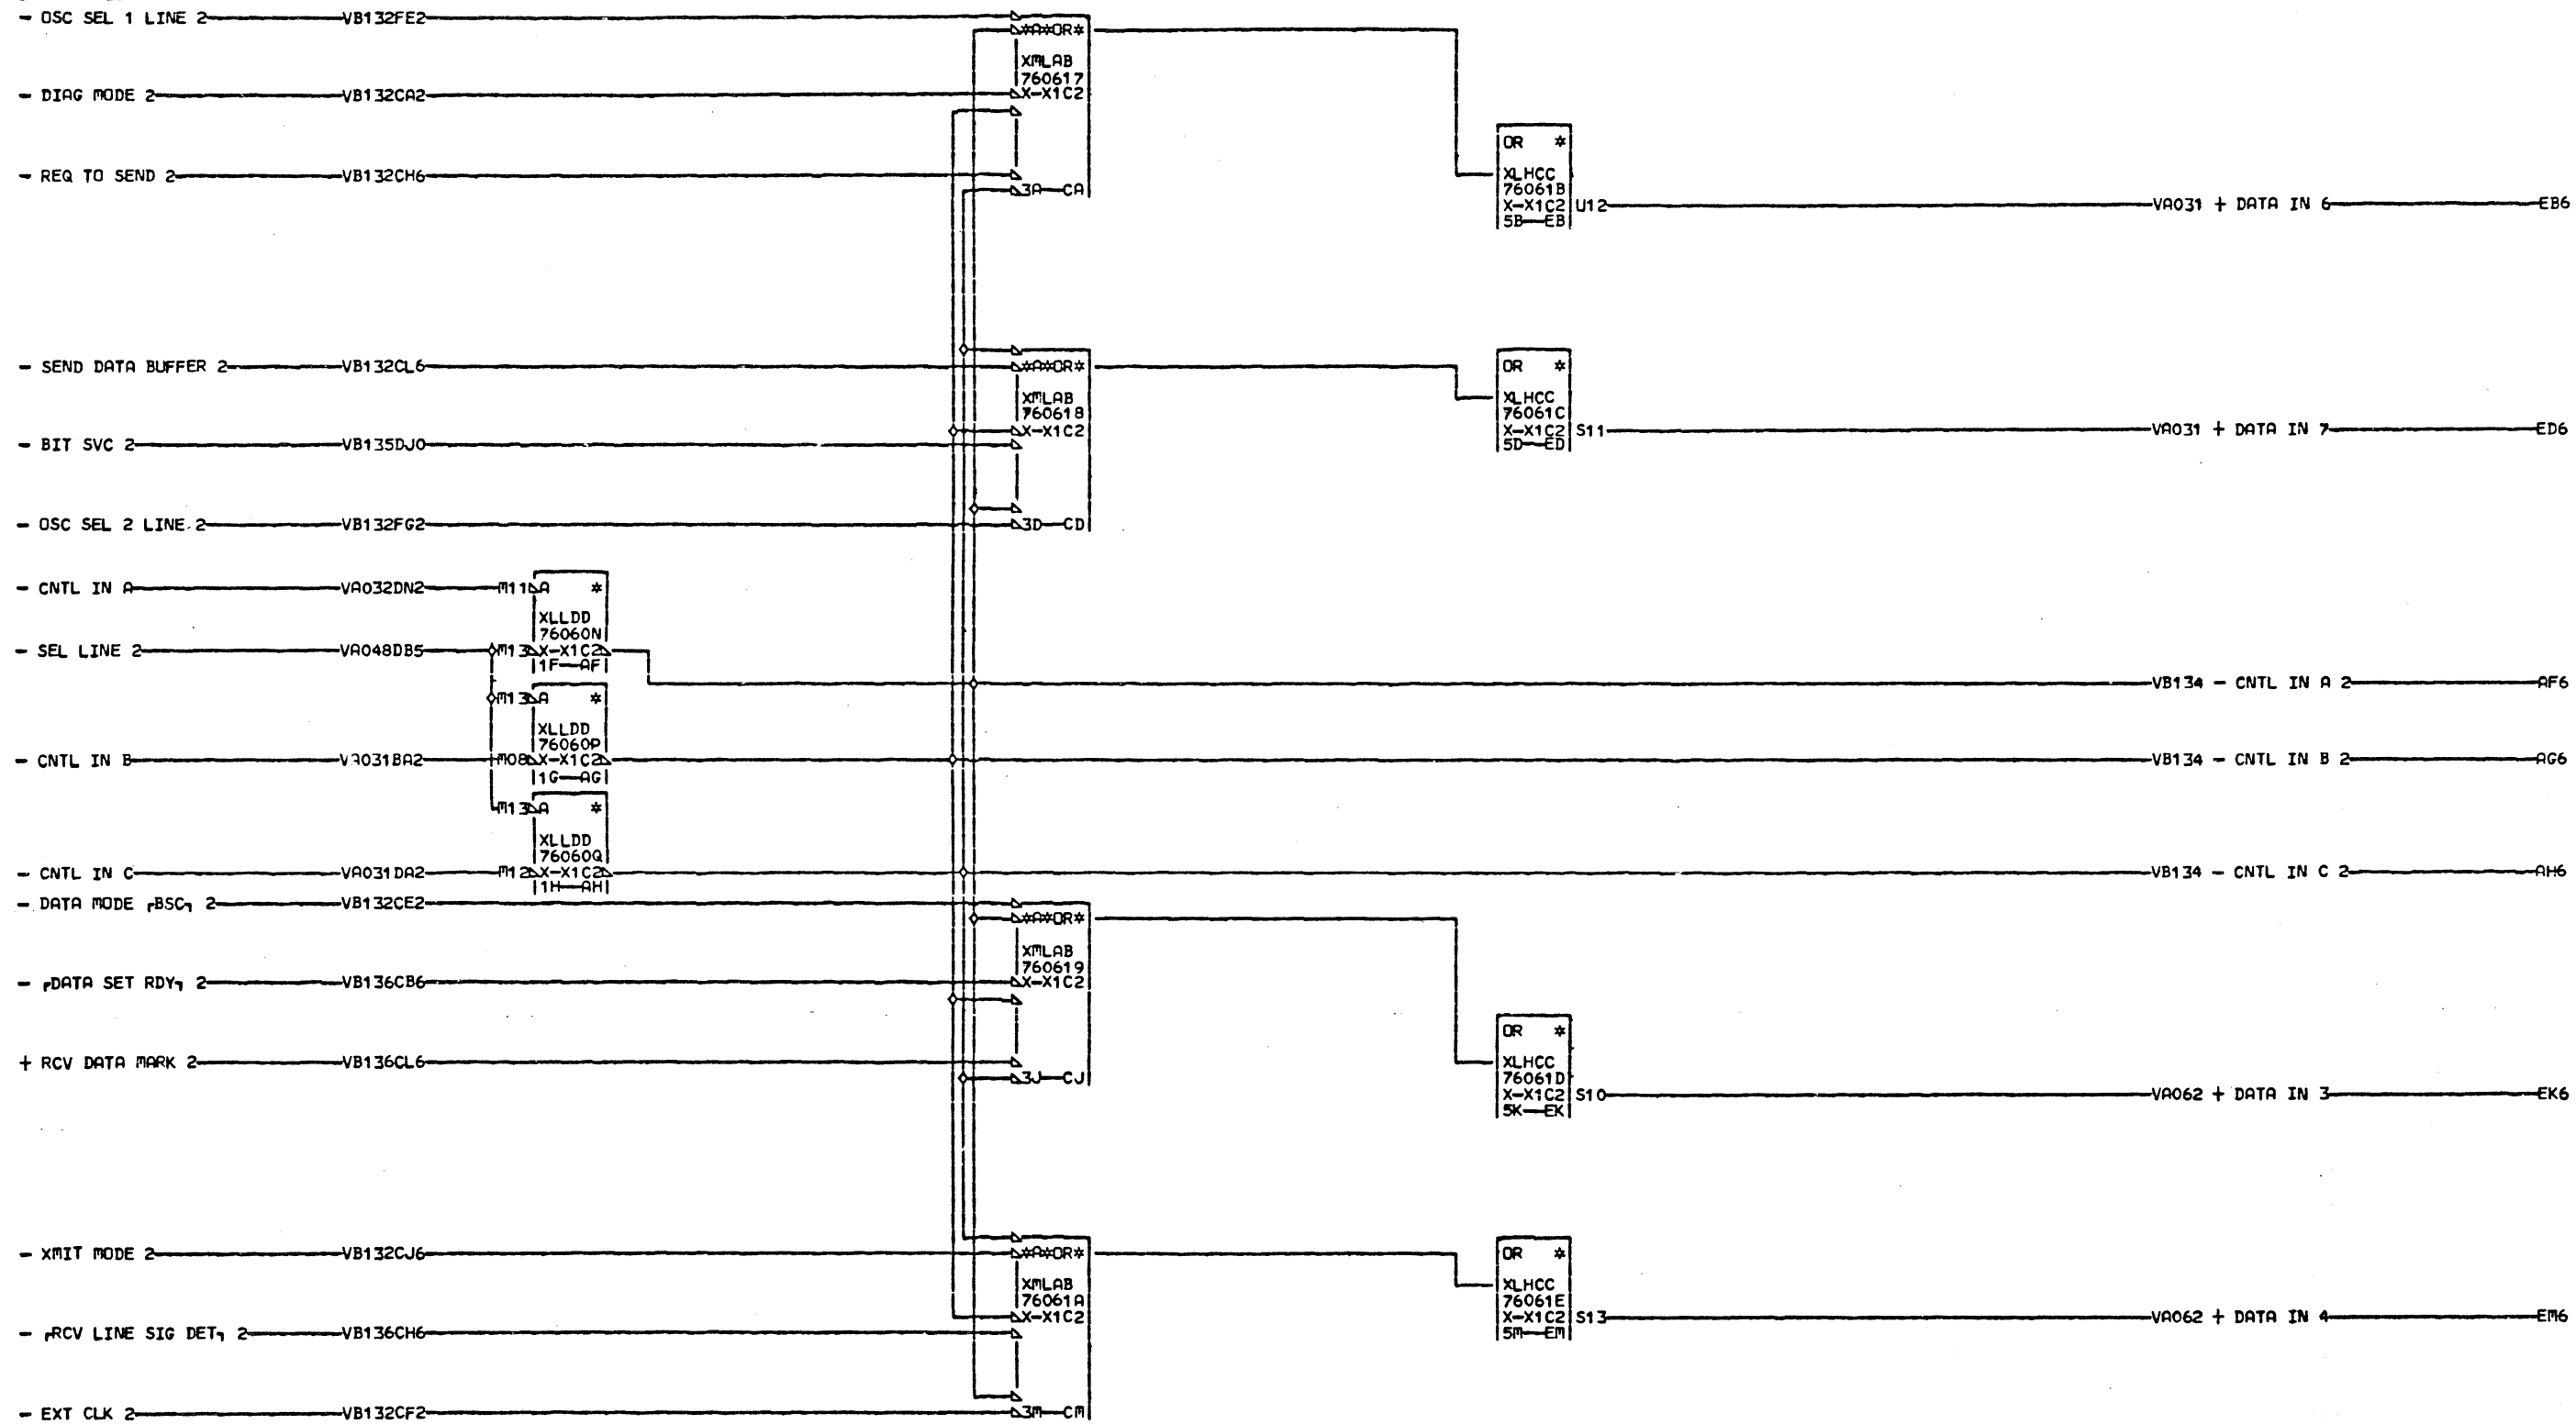 - OSC SEL 1 LINE 2 VB132FE2
*A*OR*
XMLAB
760617
- DIAG MODE 2 VB132CA2 X-X1C2
OR *
- REQ TO SEND 2 VB132CH6
3A CA
XLHCC
76061B
X-X1C2 U12 VA031 + DATA IN 6 EB6
5B EB
- SEND DATA BUFFER 2 VB132CL6 *A*OR* OR *
XMLAB XLHCC
760618 76061C
X-X1C2 X-X1C2 S11 VA031 + DATA IN 7 ED6
- BIT SVC 2 VB135DJ0 5D ED
- OSC SEL 2 LINE 2 VB132FG2 3D CD
- CNTL IN A VA032DN2 M11 A *
XLLDD
76060N
- SEL LINE 2 VA048DB5 M13 X-X1C2
1F AF
VB134 - CNTL IN A 2 AF6
M13 A *
XLLDD
76060P
- CNTL IN B VA031BA2 M08 X-X1C2 VB134 - CNTL IN B 2 AG6
1G AG
M13 A *
XLLDD
76060Q
- CNTL IN C VA031DA2 M12 X-X1C2 VB134 - CNTL IN C 2 AH6
1H AH
- DATA MODE ┌BSC┐ 2 VB132CE2
*A*OR*
XMLAB
760619
- ┌DATA SET RDY┐ 2 VB136CB6 X-X1C2
OR *
+ RCV DATA MARK 2 VB136CL6 XLHCC
3J CJ 76061D
X-X1C2 S10 VA062 + DATA IN 3 EK6
5K EK
- XMIT MODE 2 VB132CJ6 *A*OR* OR *
XMLAB XLHCC
76061A 76061E
X-X1C2 X-X1C2 S13 VA062 + DATA IN 4 EM6
- ┌RCV LINE SIG DET┐ 2 VB136CH6 5M EM
- EXT CLK 2 VB132CF2 3M CM